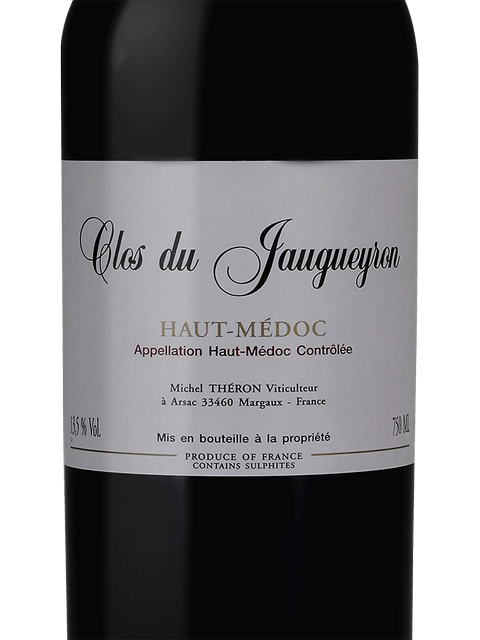 Clos du Jaugueyron
HAUT-MÉDOC
Appellation Haut-Médoc Contrôlée
Michel THÉRON Viticulteur
à Arsac 33460 Margaux - France
13,5 % Vol.
750 ML
Mis en bouteille à la propriété
PRODUCE OF FRANCE
CONTAINS SULPHITES